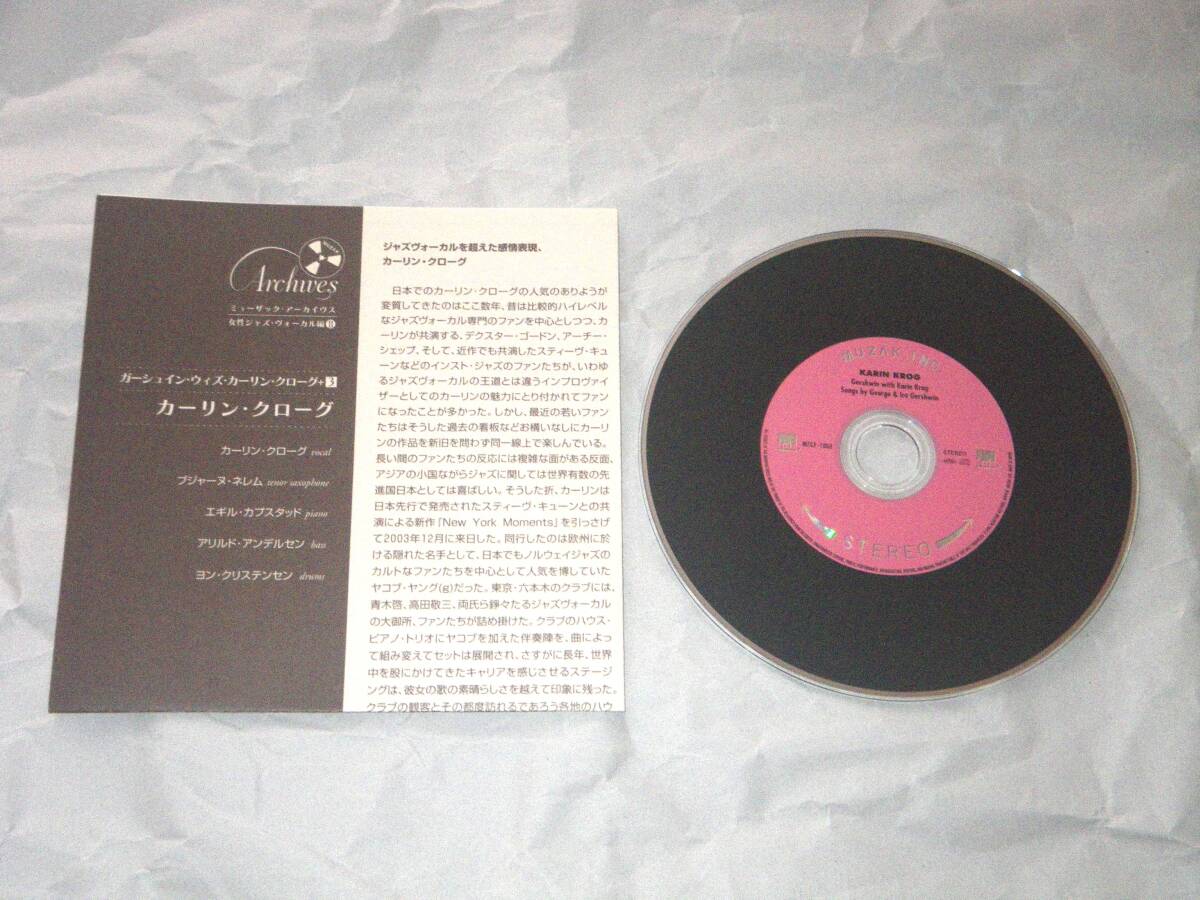 MUZAK
Archives
ミューザック・アーカイヴス
女性ジャズ・ヴォーカル編
ガーシュイン・ウィズ・カーリン・クローグ+3
カーリン・クローグ
カーリン・クローグ vocal
ブジャーヌ・ネレム tenor saxophone
エギル・カプスタッド piano
アリルド・アンデルセン bass
ヨン・クリステンセン drums
ジャズヴォーカルを超えた感情表現、
カーリン・クローグ
日本でのカーリン・クローグの人気のありようが
変質してきたのはここ数年、昔は比較的ハイレベル
なジャズヴォーカル専門のファンを中心としつつ、カ
ーリンが共演する、デクスター・ゴードン、アーチー・
シェップ、そして、近作でも共演したスティーヴ・キュ
ーンなどのインスト・ジャズのファンたちが、いわゆ
るジャズヴォーカルの王道とは違うインプロヴァイ
ザーとしてのカーリンの魅力にとり付かれてファン
になったことが多かった。しかし、最近の若いファン
たちはそうした過去の看板などお構いなしにカーリ
ンの作品を新旧を問わず同一線上で楽しんでいる。
長い間のファンたちの反応には複雑な面がある反面、
アジアの小国ながらジャズに関しては世界有数の先
進国日本としては喜ばしい。そうした折、カーリンは
日本先行で発売されたスティーヴ・キューンとの共
演による新作「New York Moments」を引っさげ
て2003年12月に来日した。同行したのは欧州に於
ける隠れた名手として、日本でもノルウェイジャズの
カルトなファンたちを中心として人気を博していた
ヤコブ・ヤング(g)だった。東京・六本木のクラブには、
青木啓、高田敬三、両氏ら錚々たるジャズヴォーカル
の大御所、ファンたちが詰め掛けた。クラブのハウス・
ピアノ・トリオにヤコブを加えた伴奏陣を、曲によっ
て組み変えてセットは展開され、さすがに長年、世界
中を股にかけてきたキャリアを感じさせるステージ
ングは、彼女の歌の素晴らしさを越えて印象に残った。
クラブの観客とその都度訪れるであろう各地のハウ
MUZAK, INC.
KARIN KROG
Gershwin with Karin Krog
Songs by George & Ira Gershwin
STEREO
STEREO